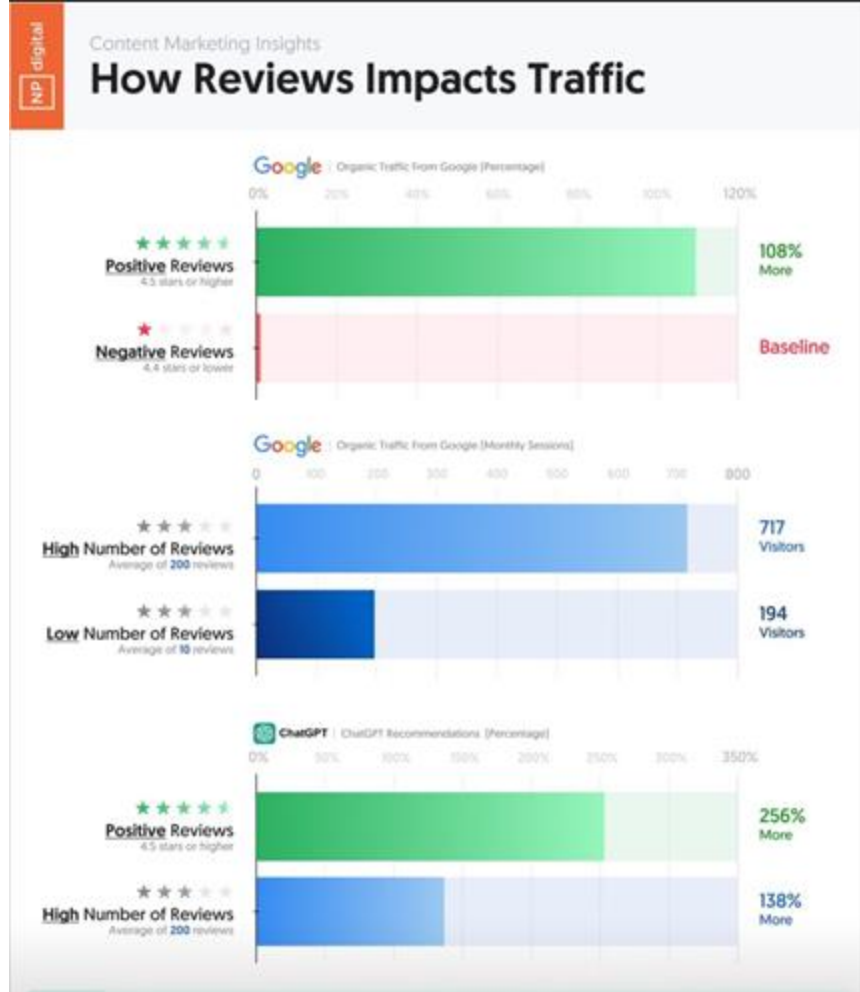 NP digital
Content Marketing Insights
How Reviews Impacts Traffic
Google | Organic Traffic From Google [Percentage]
0% 20% 40% 60% 80% 100% 120%
Positive Reviews
4.5 stars or higher
108%
More
Negative Reviews
4.4 stars or lower
Baseline
Google | Organic Traffic From Google [Monthly Sessions]
0 100 200 300 400 500 600 700 800
High Number of Reviews
Average of 200 reviews
717
Visitors
Low Number of Reviews
Average of 10 reviews
194
Visitors
ChatGPT | ChatGPT Recommendations [Percentage]
0% 50% 100% 150% 200% 250% 300% 350%
Positive Reviews
4.5 stars or higher
256%
More
High Number of Reviews
Average of 200 reviews
138%
More